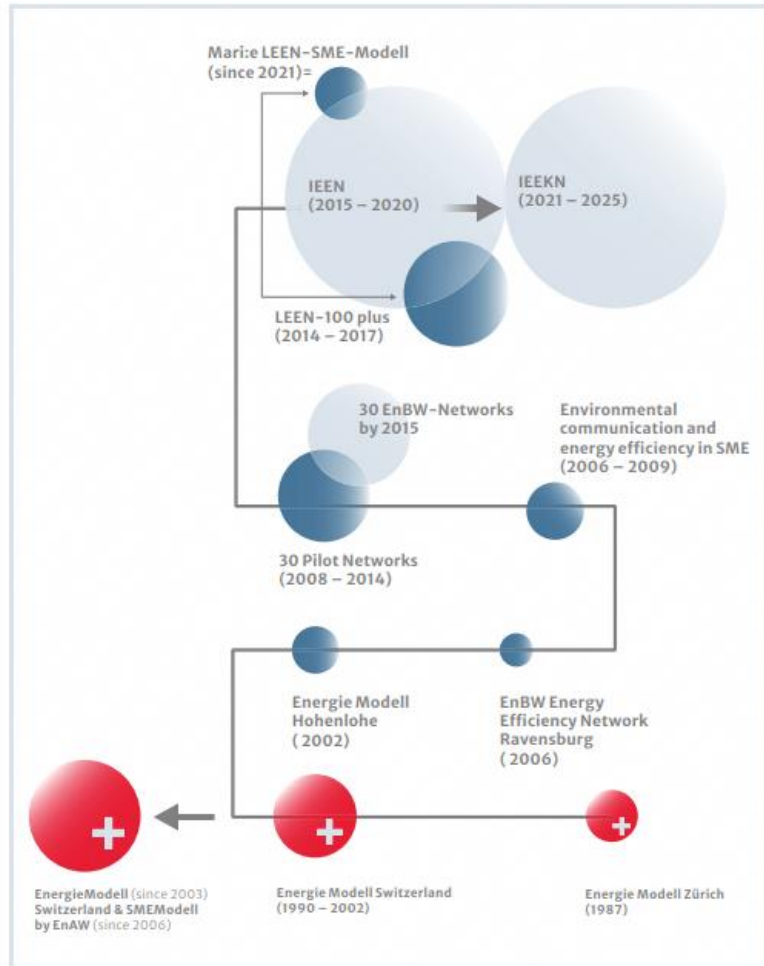 Mari:e LEEN-SME-Modell
(since 2021)=
IEEN
(2015 – 2020)
IEEKN
(2021 – 2025)
LEEN-100 plus
(2014 – 2017)
30 EnBW-Networks
by 2015
Environmental
communication and
energy efficiency in SME
(2006 – 2009)
30 Pilot Networks
(2008 – 2014)
Energie Modell
Hohenlohe
( 2002)
EnBW Energy
Efficiency Network
Ravensburg
( 2006)
EnergieModell (since 2003)
Switzerland & SMEModell
by EnAW (since 2006)
Energie Modell Switzerland
(1990 – 2002)
Energie Modell Zürich
(1987)